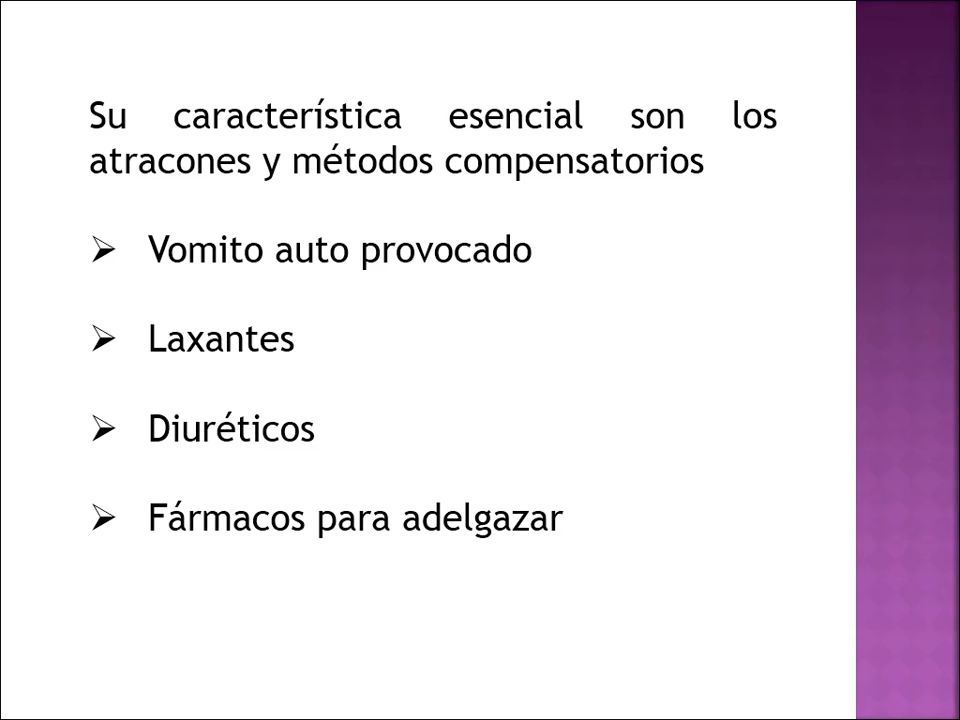 Su característica esencial son los
atracones y métodos compensatorios
➢ Vomito auto provocado
➢ Laxantes
➢ Diuréticos
➢ Fármacos para adelgazar